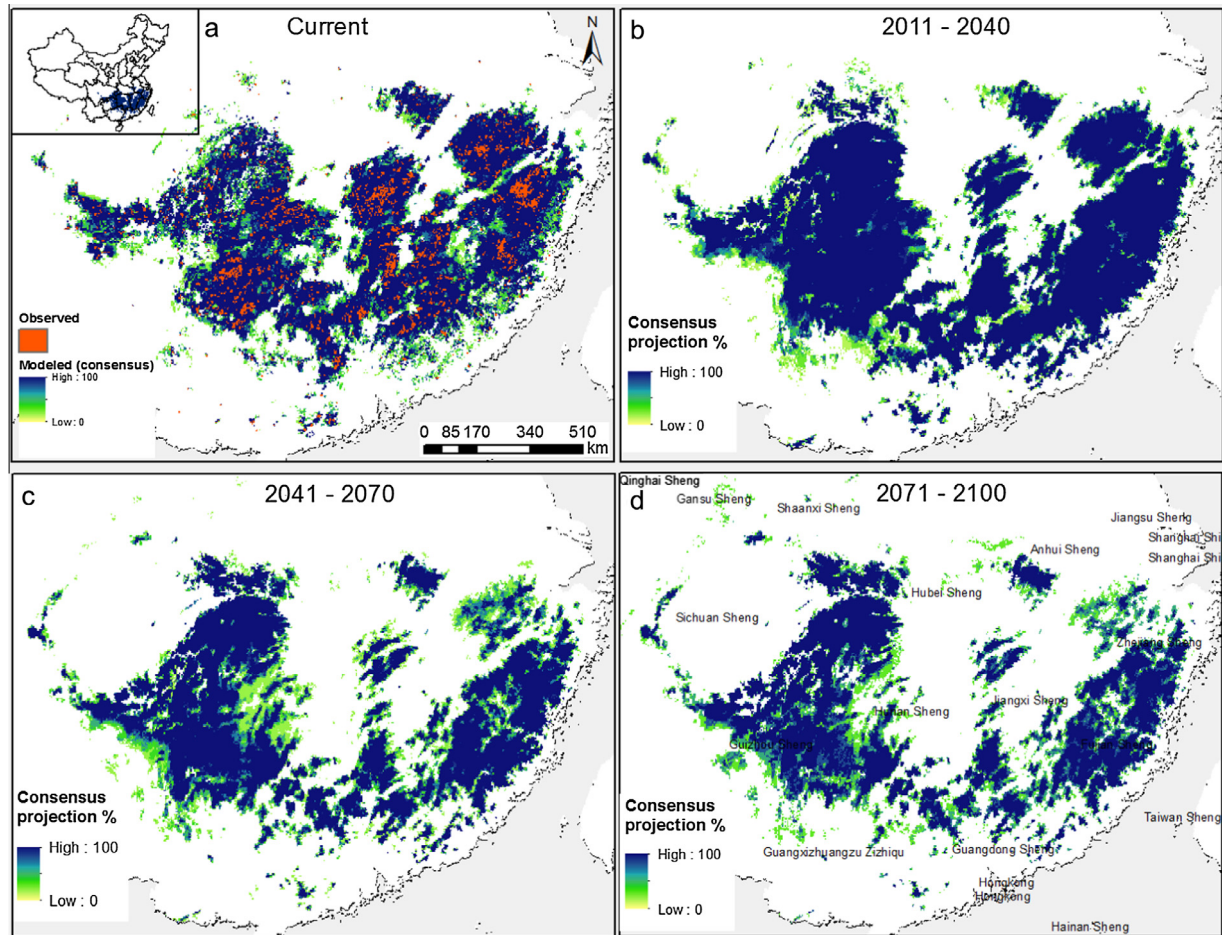 a
Current
N
Observed
Modeled (consensus)
High : 100
Low : 0
0 85 170 340 510
km
b
2011 - 2040
Consensus
projection %
High : 100
Low : 0
c
2041 - 2070
Consensus
projection %
High : 100
Low : 0
d
2071 - 2100
Qinghai Sheng
Gansu Sheng
Shaanxi Sheng
Jiangsu Sheng
Shanghai Shi
Anhui Sheng
Shanghai Shi
Hubei Sheng
Sichuan Sheng
Zhejiang Sheng
Jiangxi Sheng
Hunan Sheng
Guizhou Sheng
Fujian Sheng
Taiwan Sheng
Guangxizhuangzu Zizhiqu
Guangdong Sheng
Hongkong
Hongkong
Hainan Sheng
Consensus
projection %
High : 100
Low : 0